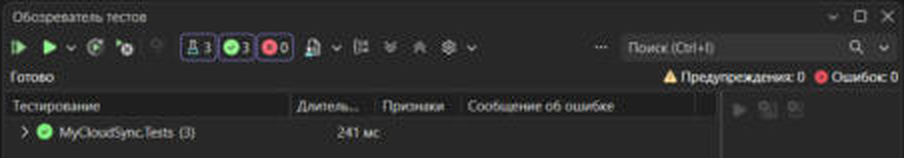 Обозреватель тестов
3 3 0 Поиск (Ctrl+I)
Готово Предупреждения: 0 Ошибок: 0
Тестирование Длитель... Признаки Сообщение об ошибке
MyCloudSync.Tests (3) 241 мс